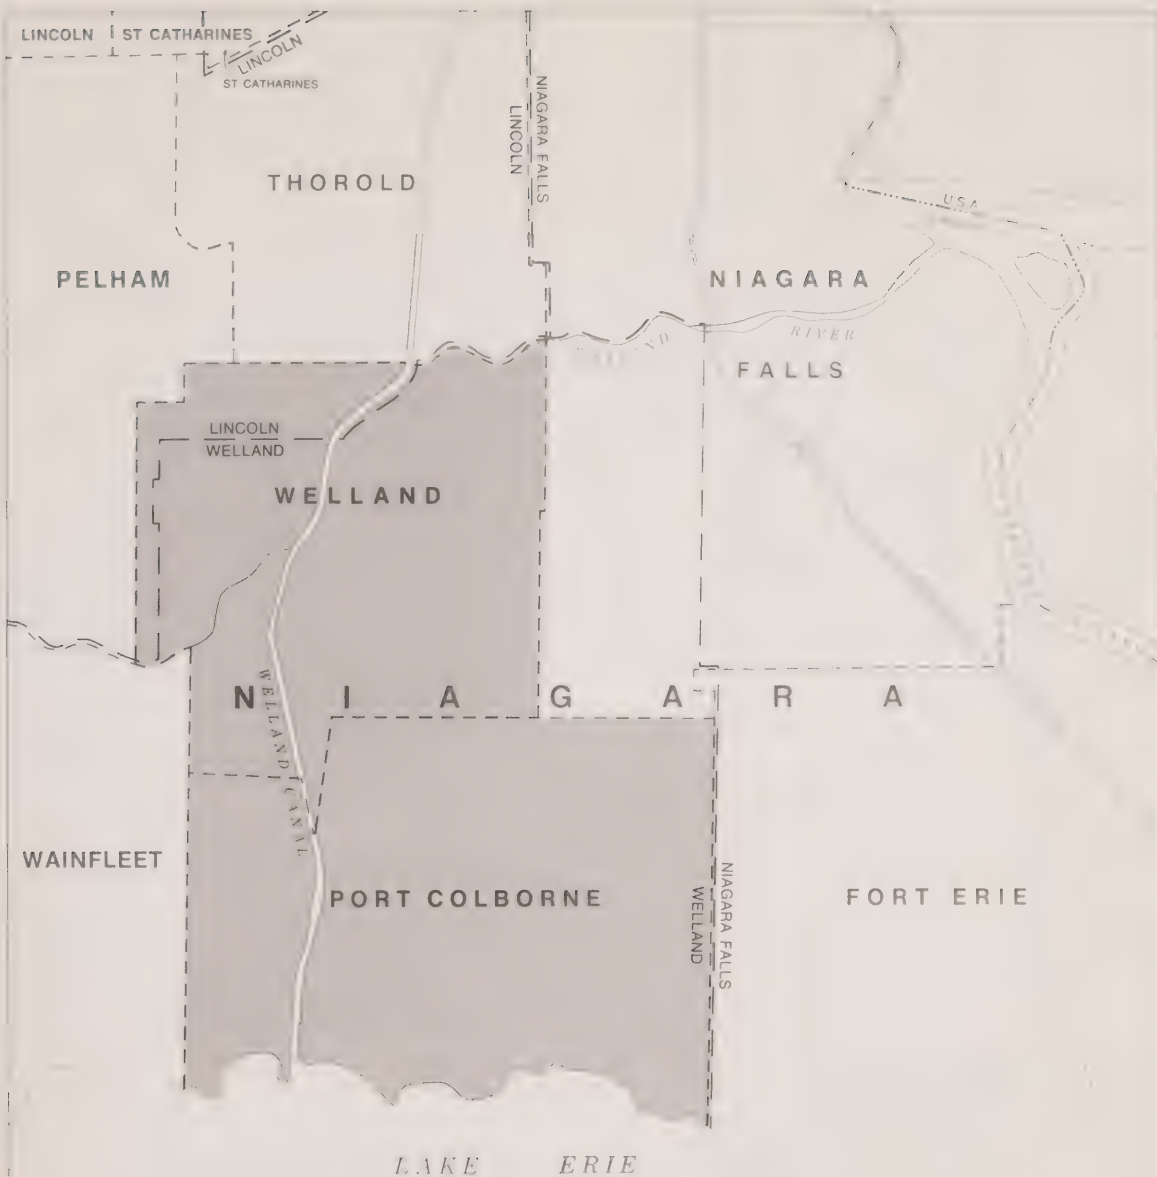 LINCOLN
ST CATHARINES
LINCOLN
ST CATHARINES
NIAGARA FALLS
LINCOLN
THOROLD
USA
PELHAM
NIAGARA
RIVER
FALLS
LINCOLN
WELLAND
WELLAND
NIAGARA
WELLAND CANAL
WAINFLEET
PORT COLBORNE
NIAGARA FALLS
WELLAND
FORT ERIE
LAKE ERIE